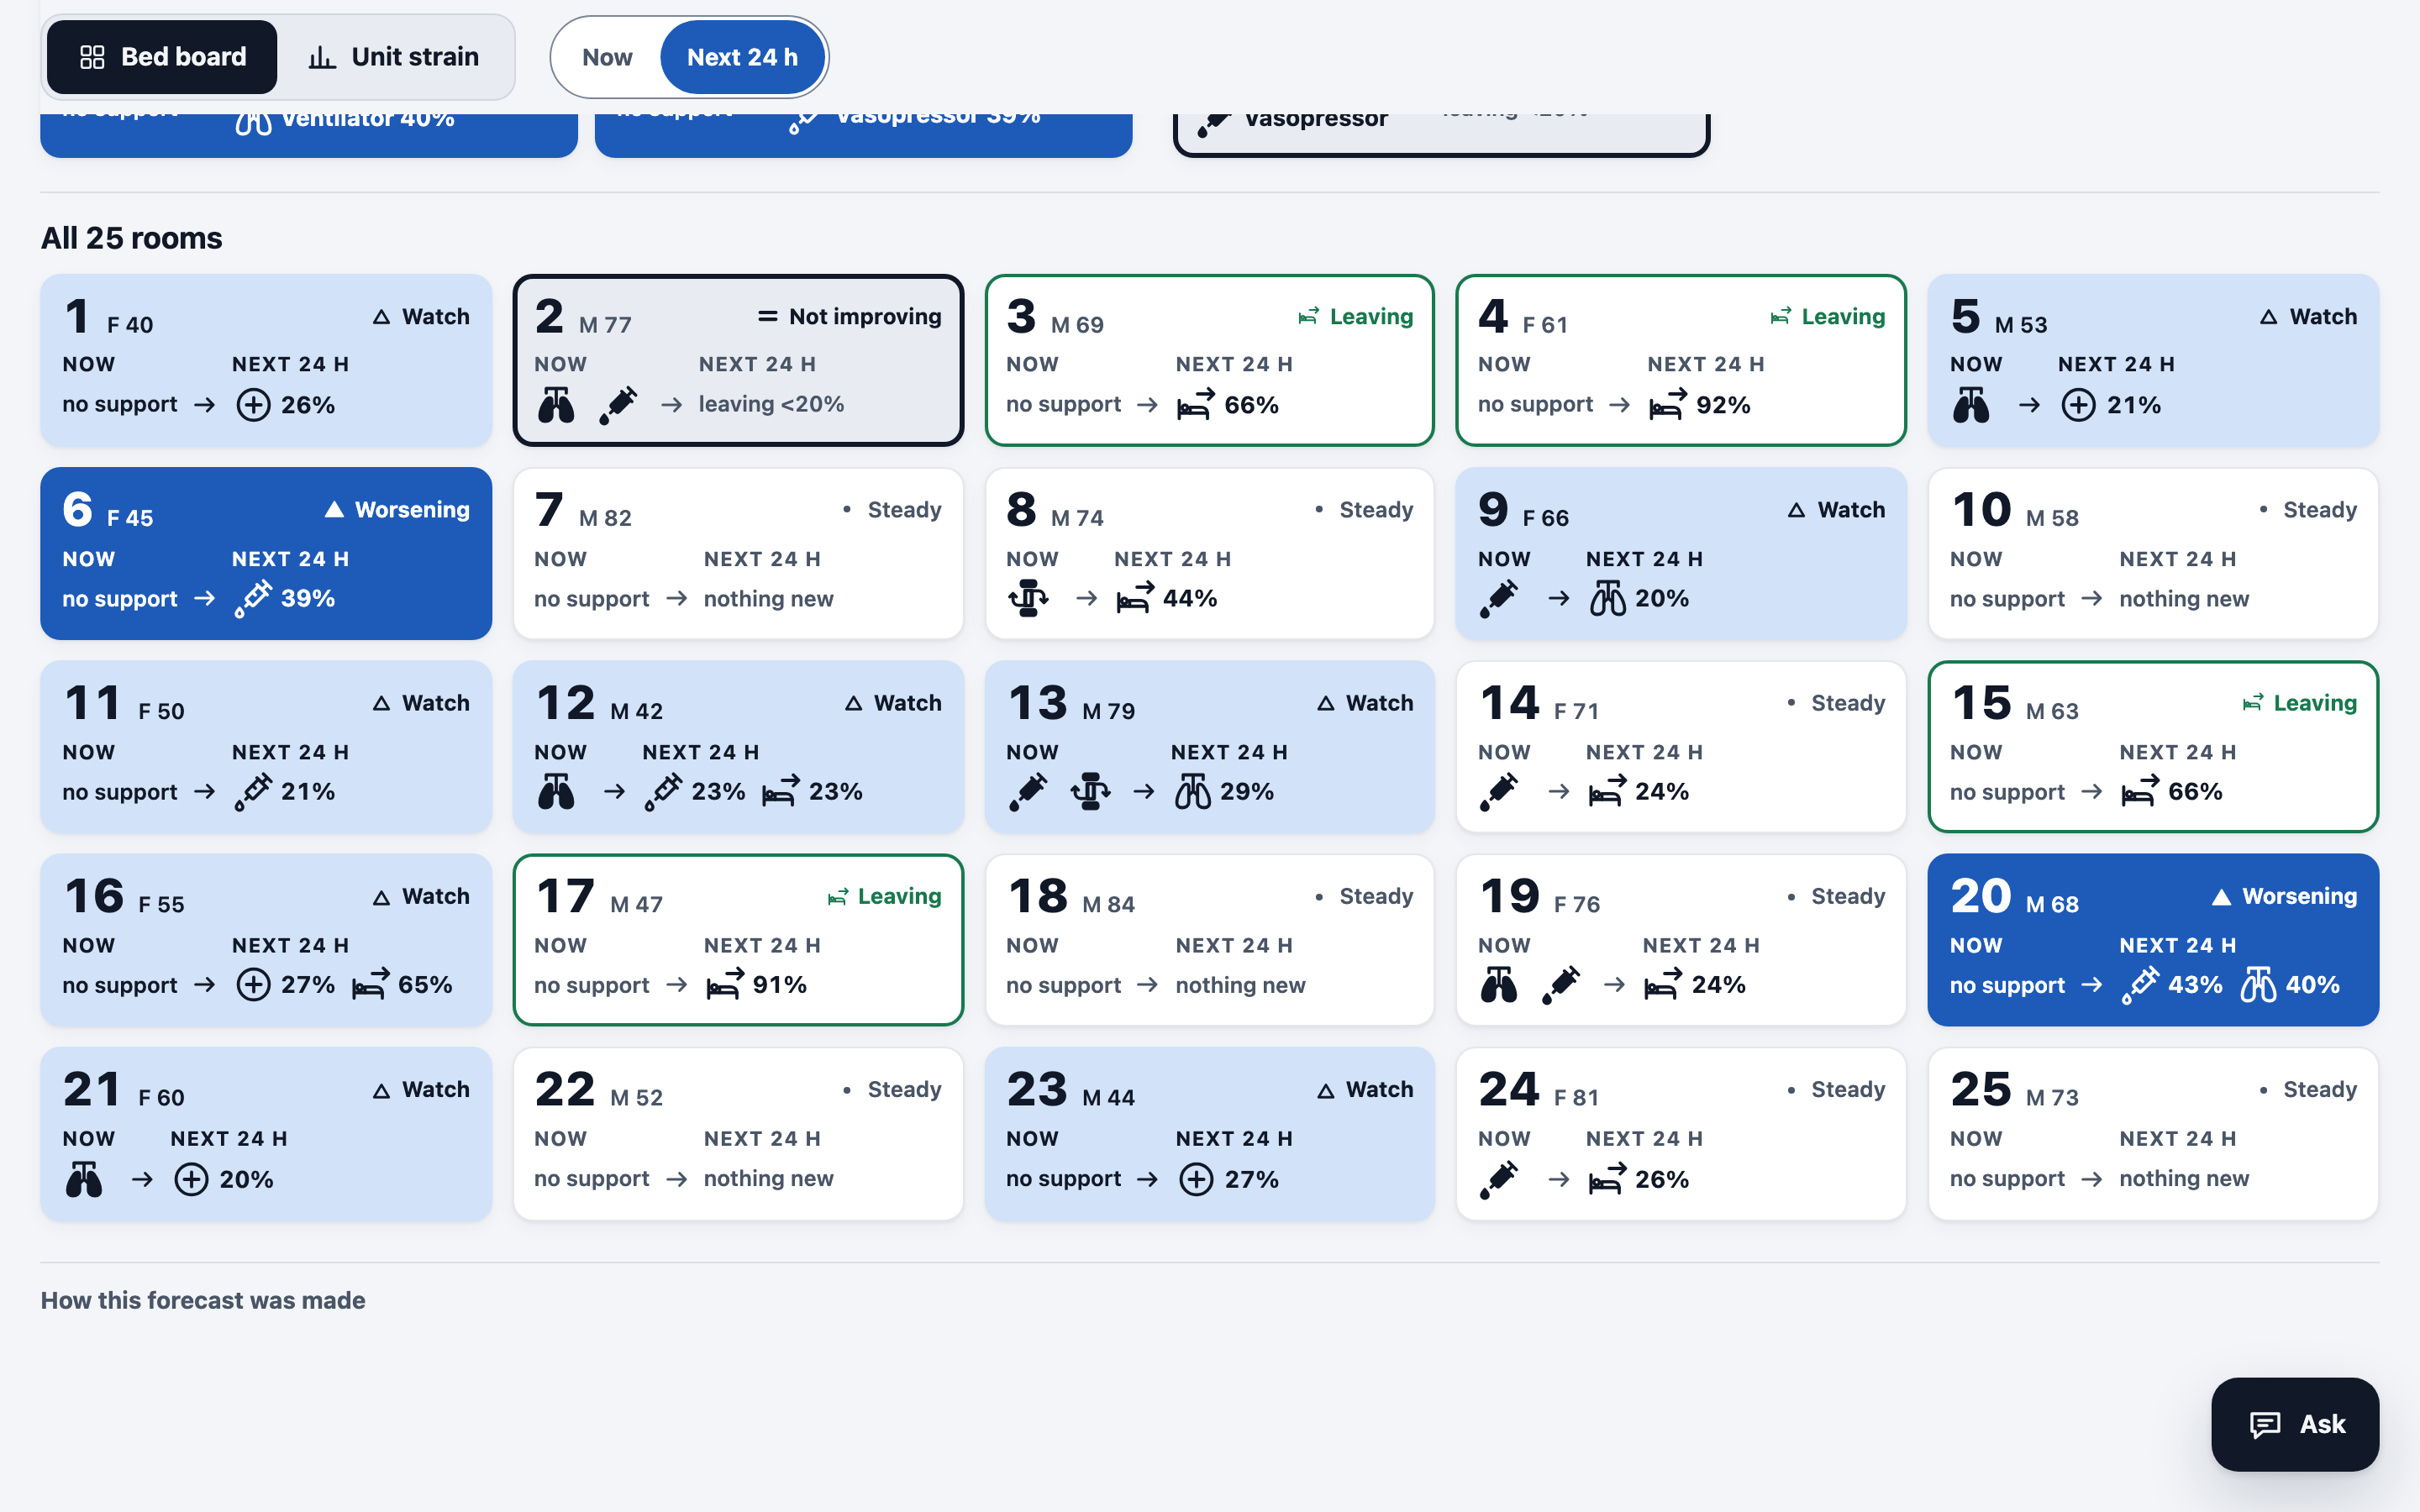 Bed board
Unit strain
Now
Next 24 h
no support
Ventilator 40%
no support
Vasopressor 39%
Vasopressor
leaving <20%
All 25 rooms
1 F 40 Watch
NOW NEXT 24 H
no support → 26%
2 M 77 = Not improving
NOW NEXT 24 H
→ leaving <20%
3 M 69 Leaving
NOW NEXT 24 H
no support → 66%
4 F 61 Leaving
NOW NEXT 24 H
no support → 92%
5 M 53 Watch
NOW NEXT 24 H
→ 21%
6 F 45 Worsening
NOW NEXT 24 H
no support → 39%
7 M 82 • Steady
NOW NEXT 24 H
no support → nothing new
8 M 74 • Steady
NOW NEXT 24 H
→ 44%
9 F 66 Watch
NOW NEXT 24 H
→ 20%
10 M 58 • Steady
NOW NEXT 24 H
no support → nothing new
11 F 50 Watch
NOW NEXT 24 H
no support → 21%
12 M 42 Watch
NOW NEXT 24 H
→ 23% 23%
13 M 79 Watch
NOW NEXT 24 H
→ 29%
14 F 71 • Steady
NOW NEXT 24 H
→ 24%
15 M 63 Leaving
NOW NEXT 24 H
no support → 66%
16 F 55 Watch
NOW NEXT 24 H
no support → 27% 65%
17 M 47 Leaving
NOW NEXT 24 H
no support → 91%
18 M 84 • Steady
NOW NEXT 24 H
no support → nothing new
19 F 76 • Steady
NOW NEXT 24 H
→ 24%
20 M 68 Worsening
NOW NEXT 24 H
no support → 43% 40%
21 F 60 Watch
NOW NEXT 24 H
→ 20%
22 M 52 • Steady
NOW NEXT 24 H
no support → nothing new
23 M 44 Watch
NOW NEXT 24 H
no support → 27%
24 F 81 • Steady
NOW NEXT 24 H
→ 26%
25 M 73 • Steady
NOW NEXT 24 H
no support → nothing new
How this forecast was made
Ask